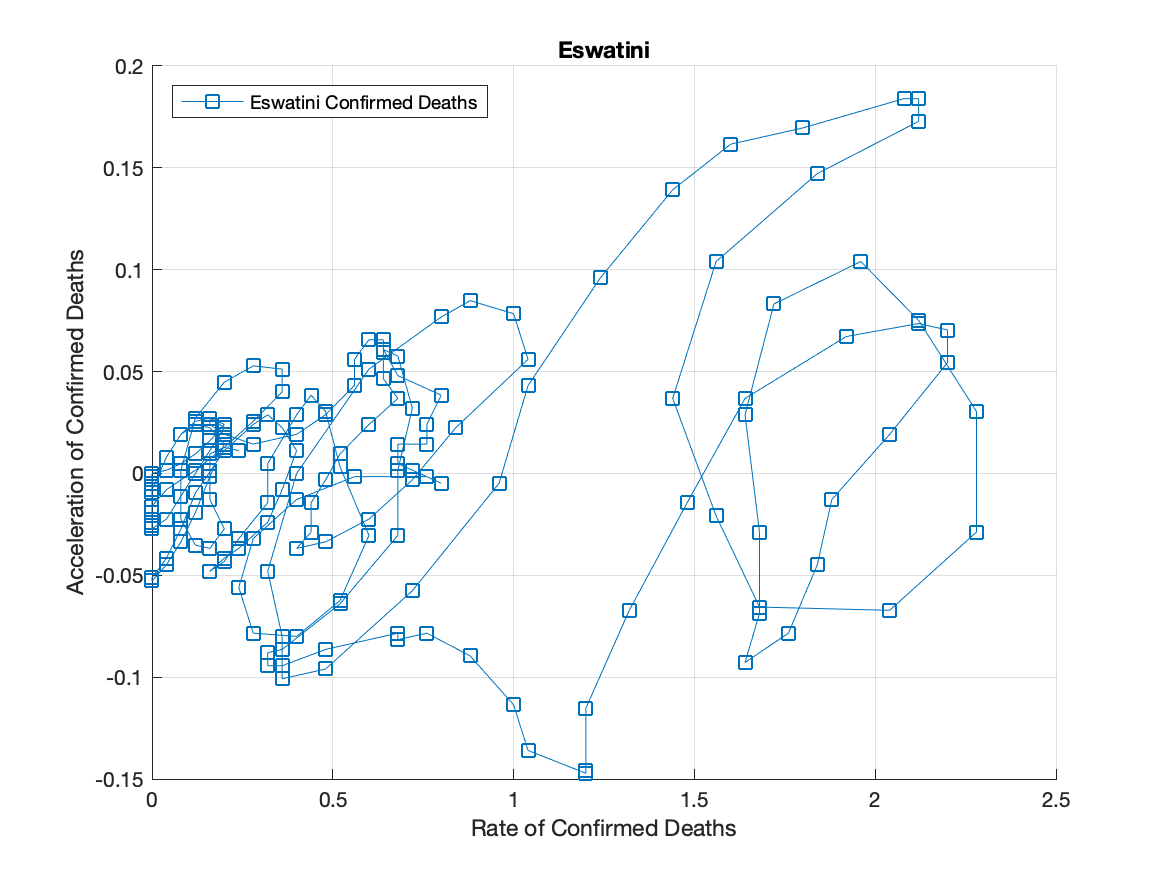 Eswatini
Eswatini Confirmed Deaths
Acceleration of Confirmed Deaths
0.2
0.15
0.1
0.05
0
-0.05
-0.1
-0.15
0 0.5 1 1.5 2 2.5
Rate of Confirmed Deaths